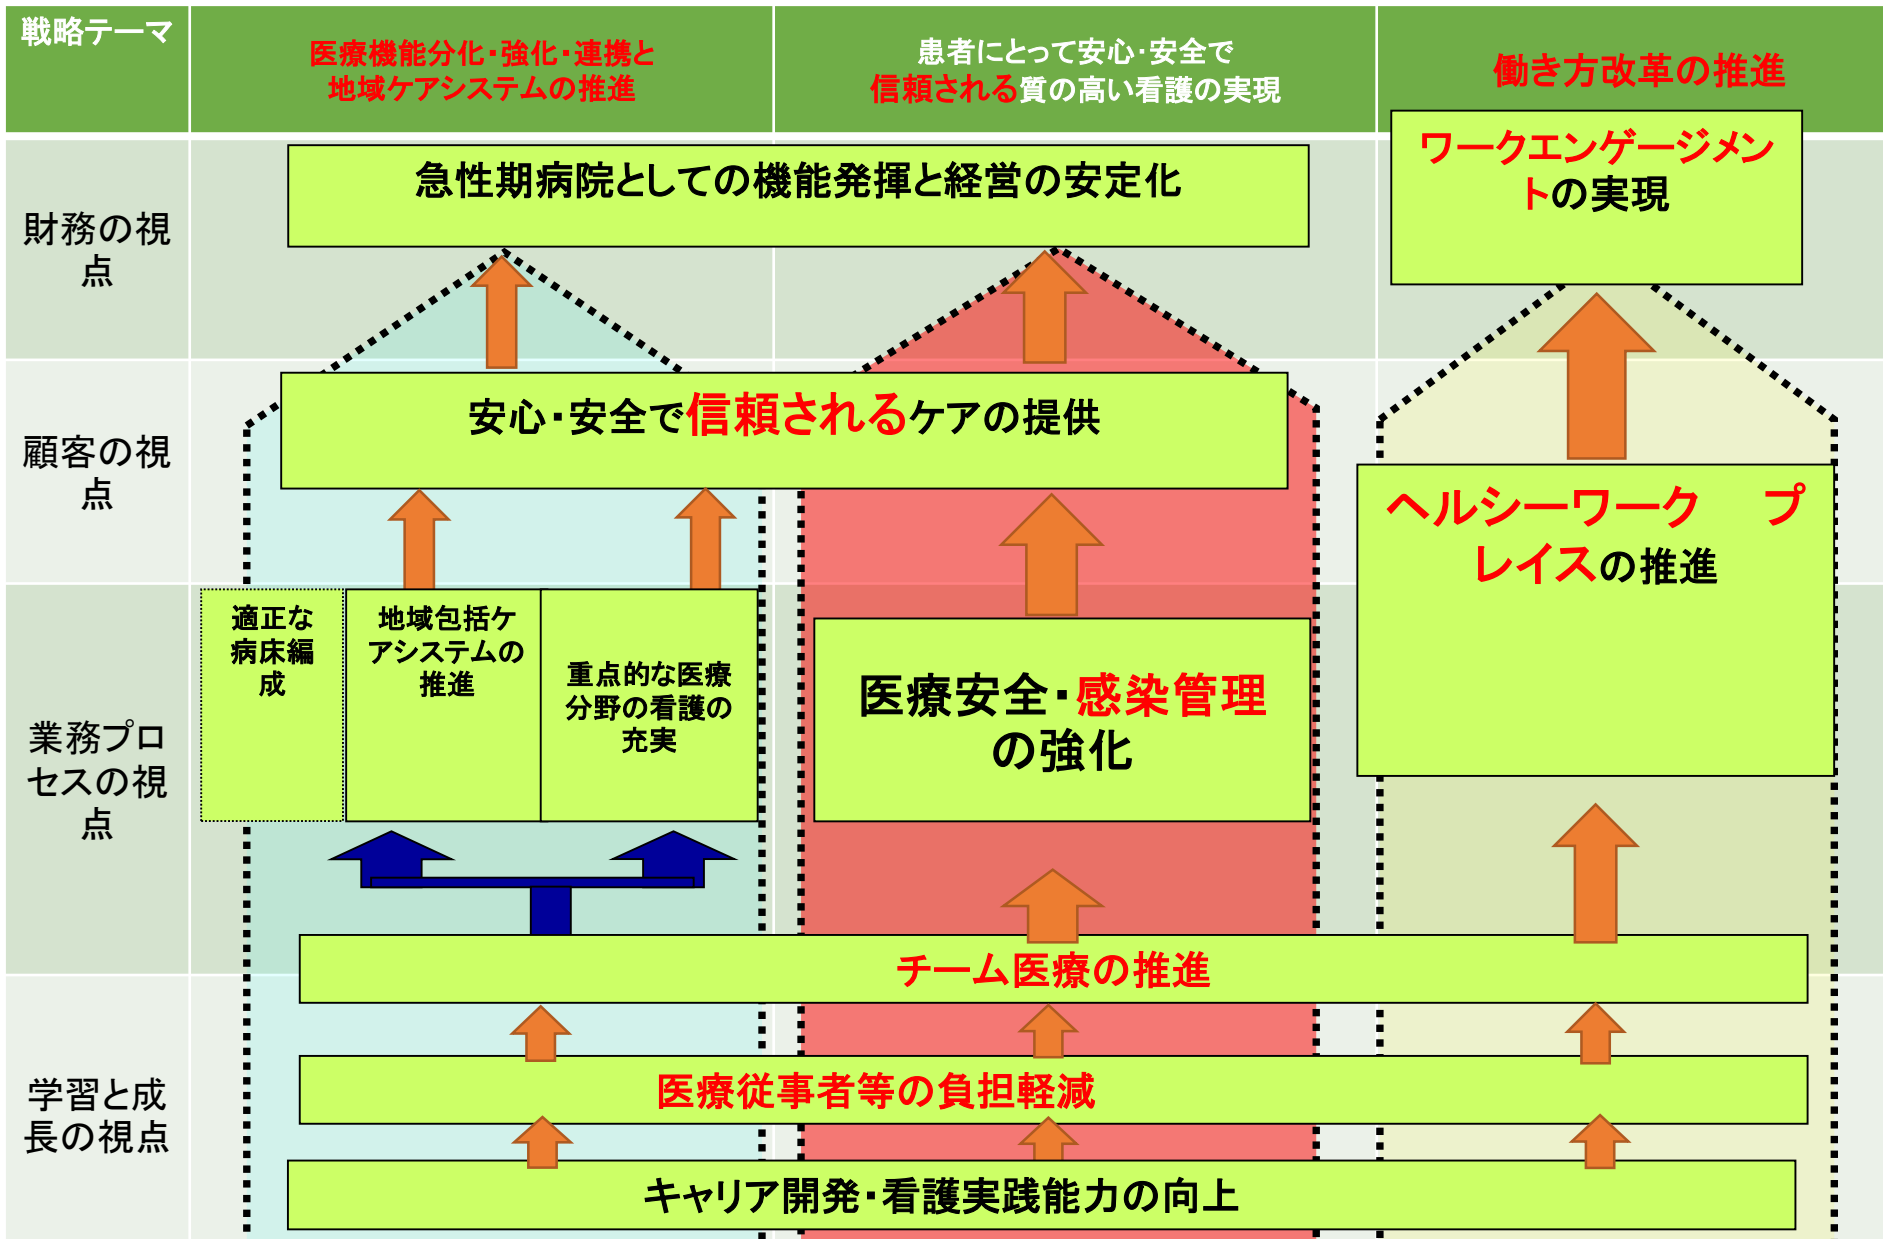 戦略テーマ
医療機能分化・強化・連携と
地域ケアシステムの推進
患者にとって安心・安全で
信頼される質の高い看護の実現
働き方改革の推進
財務の視
点
急性期病院としての機能発揮と経営の安定化
ワークエンゲージメン
トの実現
顧客の視
点
安心・安全で信頼されるケアの提供
ヘルシーワーク　プ
レイスの推進
業務プロ
セスの視
点
適正な
病床編
成
地域包括ケ
アシステムの
推進
重点的な医療
分野の看護の
充実
医療安全・感染管理
の強化
チーム医療の推進
学習と成
長の視点
医療従事者等の負担軽減
キャリア開発・看護実践能力の向上